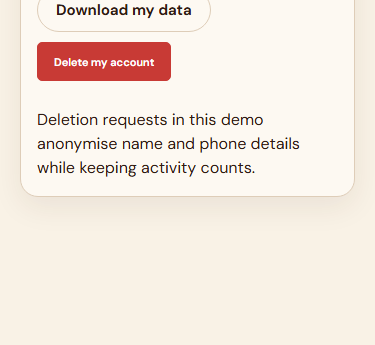 Download my data
Delete my account
Deletion requests in this demo
anonymise name and phone details
while keeping activity counts.